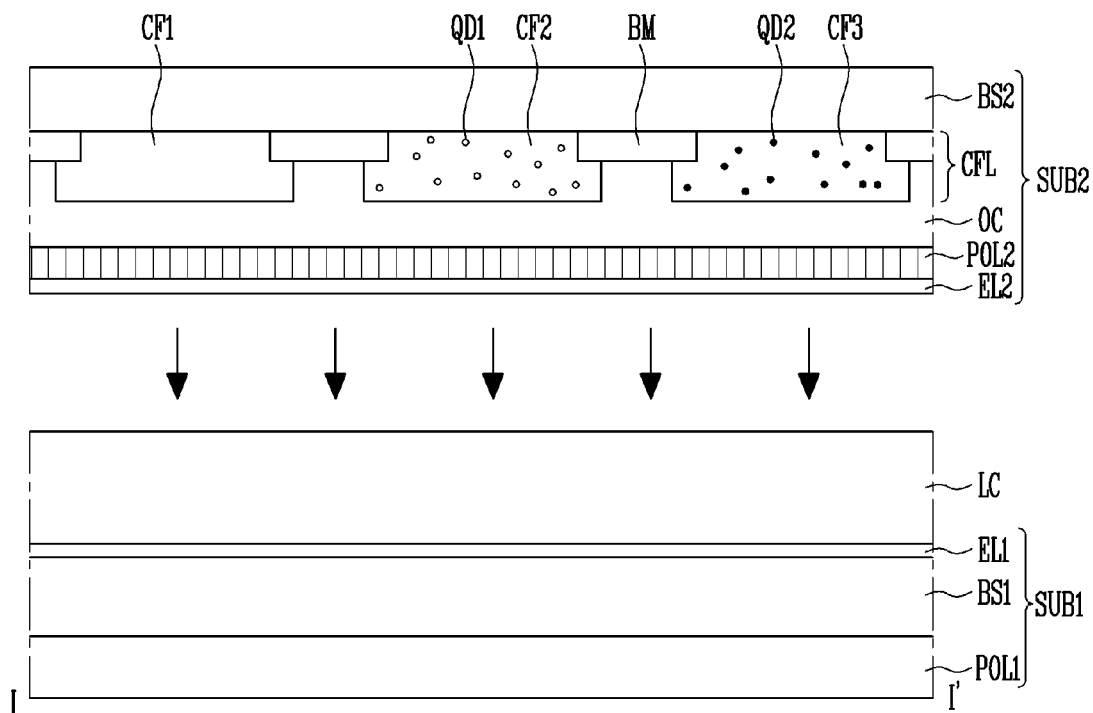 CF1 QD1 CF2 BM QD2 CF3
BS2
CFL
SUB2
OC
POL2
EL2
LC
EL1
BS1
SUB1
POL1
I I'